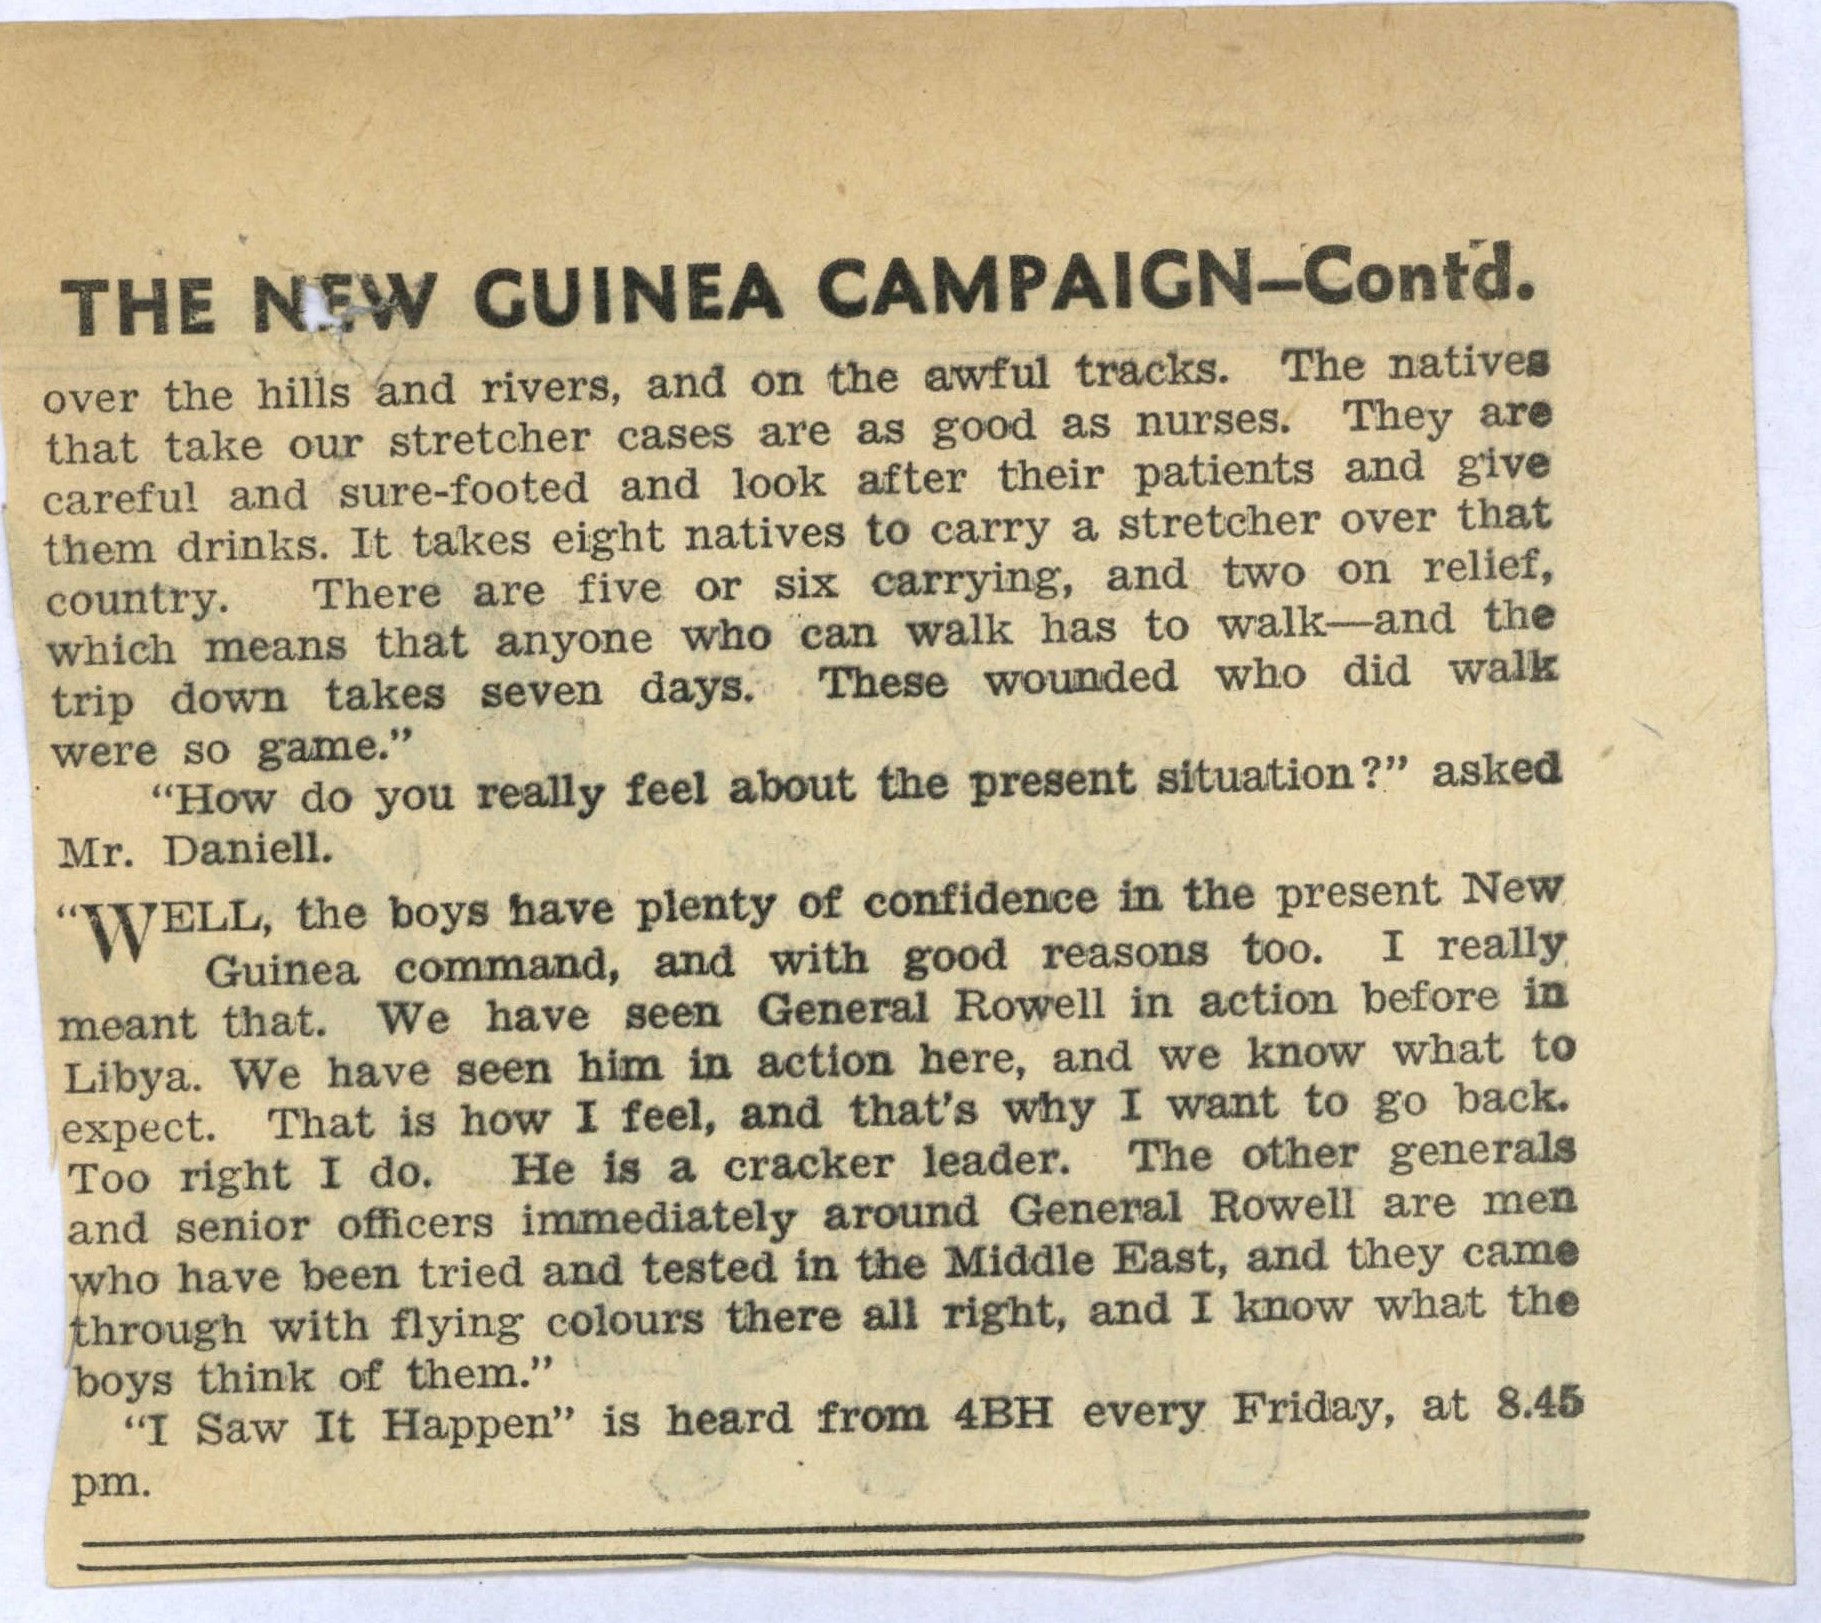 THE NEW GUINEA CAMPAIGN—Cont'd.
over the hills and rivers, and on the awful tracks. The natives
that take our stretcher cases are as good as nurses. They are
careful and sure-footed and look after their patients and give
them drinks. It takes eight natives to carry a stretcher over that
country. There are five or six carrying, and two on relief,
which means that anyone who can walk has to walk—and the
trip down takes seven days. These wounded who did walk
were so game.”
“How do you really feel about the present situation?” asked
Mr. Daniell.
“WELL, the boys have plenty of confidence in the present New
Guinea command, and with good reasons too. I really
meant that. We have seen General Rowell in action before in
Libya. We have seen him in action here, and we know what to
expect. That is how I feel, and that's why I want to go back.
Too right I do. He is a cracker leader. The other generals
and senior officers immediately around General Rowell are men
who have been tried and tested in the Middle East, and they came
through with flying colours there all right, and I know what the
boys think of them.”
“I Saw It Happen” is heard from 4BH every Friday, at 8.45
pm.